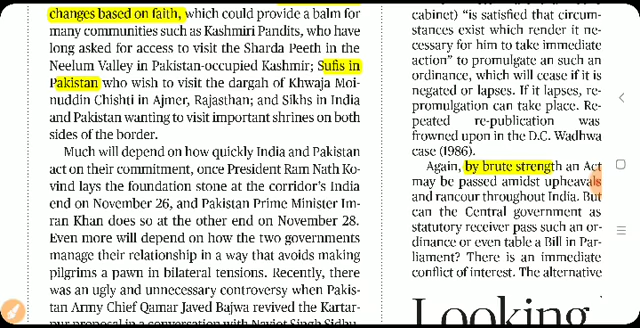 changes based on faith, which could provide a balm for
many communities such as Kashmiri Pandits, who have
long asked for access to visit the Sharda Peeth in the
Neelum Valley in Pakistan-occupied Kashmir; Sufis in
Pakistan who wish to visit the dargah of Khwaja Moi-
nuddin Chishti in Ajmer, Rajasthan; and Sikhs in India
and Pakistan wanting to visit important shrines on both
sides of the border.
Much will depend on how quickly India and Pakistan
act on their commitment, once President Ram Nath Ko-
vind lays the foundation stone at the corridor's India
end on November 26, and Pakistan Prime Minister Im-
ran Khan does so at the other end on November 28.
Even more will depend on how the two governments
manage their relationship in a way that avoids making
pilgrims a pawn in bilateral tensions. Recently, there
was an ugly and unnecessary controversy when Pakis-
tan Army Chief Qamar Javed Bajwa revived the Kartar-
pur proposal in a conversation with Navjot Singh Sidhu,
cabinet) “is satisfied that circum-
stances exist which render it ne-
cessary for him to take immediate
action” to promulgate an such an
ordinance, which will cease if it is
negated or lapses. If it lapses, re-
promulgation can take place. Re-
peated re-publication was
frowned upon in the D.C. Wadhwa
case (1986).
Again, by brute strength an Act
may be passed amidst upheavals
and rancour throughout India. But
can the Central government as
statutory receiver pass such an or-
dinance or even table a Bill in Par-
liament? There is an immediate
conflict of interest. The alternative
Looking